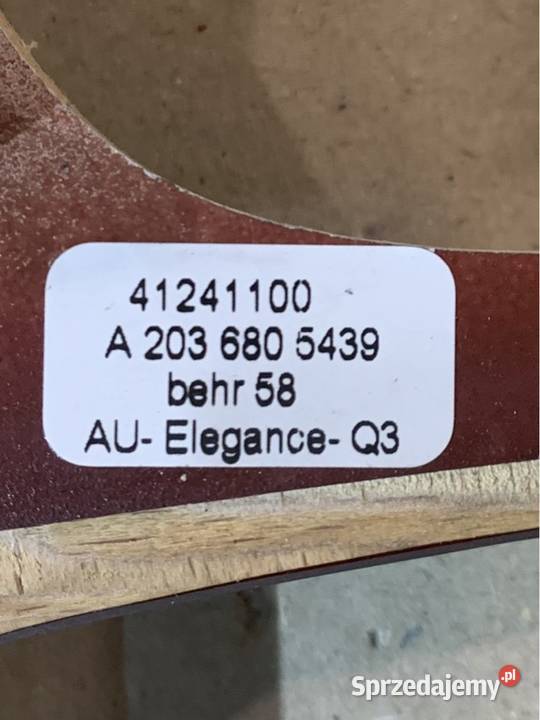 41241100
A 203 680 5439
behr 58
AU- Elegance- Q3
Sprzedajemy.pl